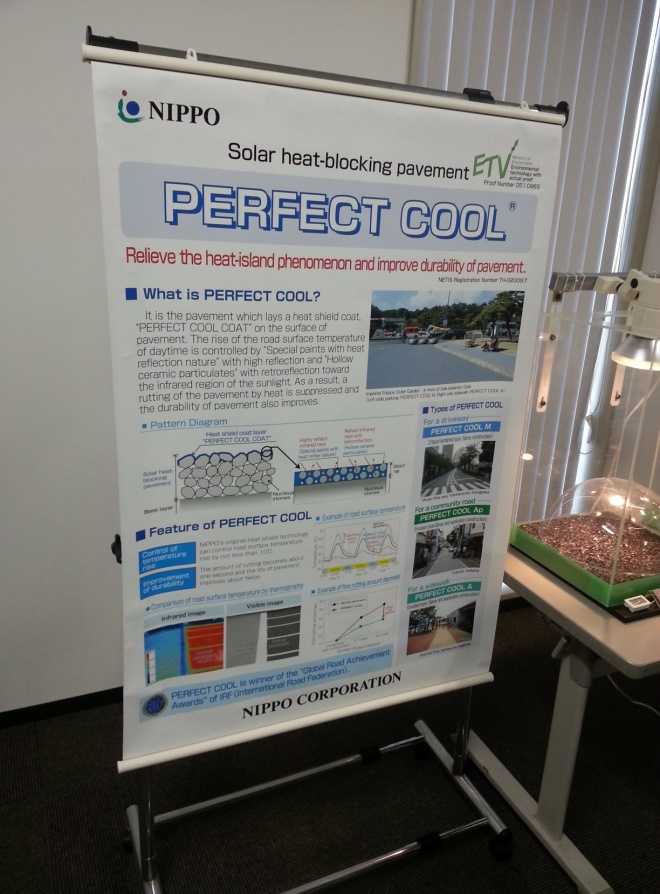 NIPPO
Solar heat-blocking pavement
ETV
Environmental
technology with
actual proof
Proof Number 051-0965
PERFECT COOL ®
Relieve the heat-island phenomenon and improve durability of pavement.
NETIS Registration Number TH-020097
■ What is PERFECT COOL?
It is the pavement which lays a heat shield coat,
"PERFECT COOL COAT" on the surface of
pavement. The rise of the road surface temperature
of daytime is controlled by "Special paints with heat
reflection nature" with high reflection and "Hollow
ceramic particulates" with retroreflection toward
the infrared region of the sunlight. As a result, a
rutting of the pavement by heat is suppressed and
the durability of pavement also improves.
■ Pattern Diagram
Heat shield coat layer
"PERFECT COOL COAT"
Highly reflect
infrared rays
(Special paints with
heat reflex nature)
Reflect infrared
rays with
retroreflection
(Hollow ceramic
particulates)
Solar heat-
blocking
pavement
Base layer
Nucleus
stones
Nucleus
stones
About
■ Types of PERFECT COOL
For a driveway
PERFECT COOL M
For a community road
PERFECT COOL Ap
For a sidewalk
PERFECT COOL A
■ Feature of PERFECT COOL
Control of
temperature
rise
NIPPO's original heat shield technology
can control road surface temperature
rise by not less than 10℃.
Improvement
of durability
The amount of rutting becomes about
one second and the life of pavement
improves about twice.
■ Example of road surface temperature
■ Comparison of road surface temperature by thermography
Infrared image
Visible image
■ Example of flow rutting amount decrease
PERFECT COOL is winner of the "Global Road Achievement
Awards" of IRF (International Road Federation).
NIPPO CORPORATION